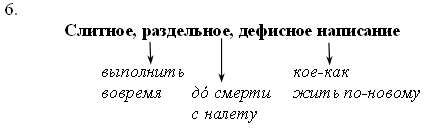 6.
Слитное, раздельное, дефисное написание
выполнить кое-как
вовремя до́ смерти жить по-новому
с налету